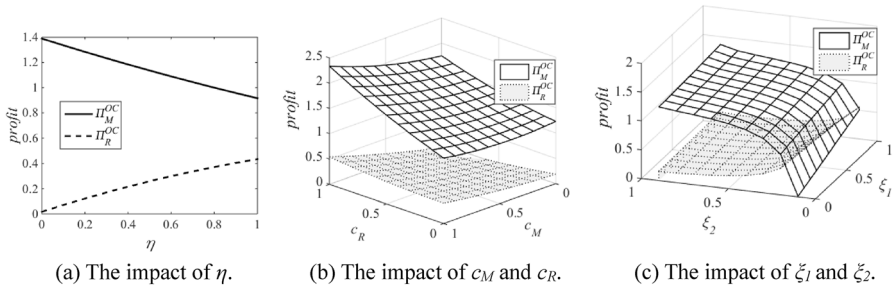 1.4
1.2
1
0.8
0.6
0.4
0.2
0
profit
Π_M^OC
Π_R^OC
0 0.2 0.4 0.6 0.8 1
η
(a) The impact of η.
2.5
2
1.5
1
0.5
0
profit
Π_M^OC
Π_R^OC
1 0.5 0
c_R
1 0.5 0
c_M
(b) The impact of c_M and c_R.
2
1.5
1
0.5
0
profit
Π_M^OC
Π_R^OC
1 0.5 0
ξ_2
0 0.5 1
ξ_1
(c) The impact of ξ_1 and ξ_2.